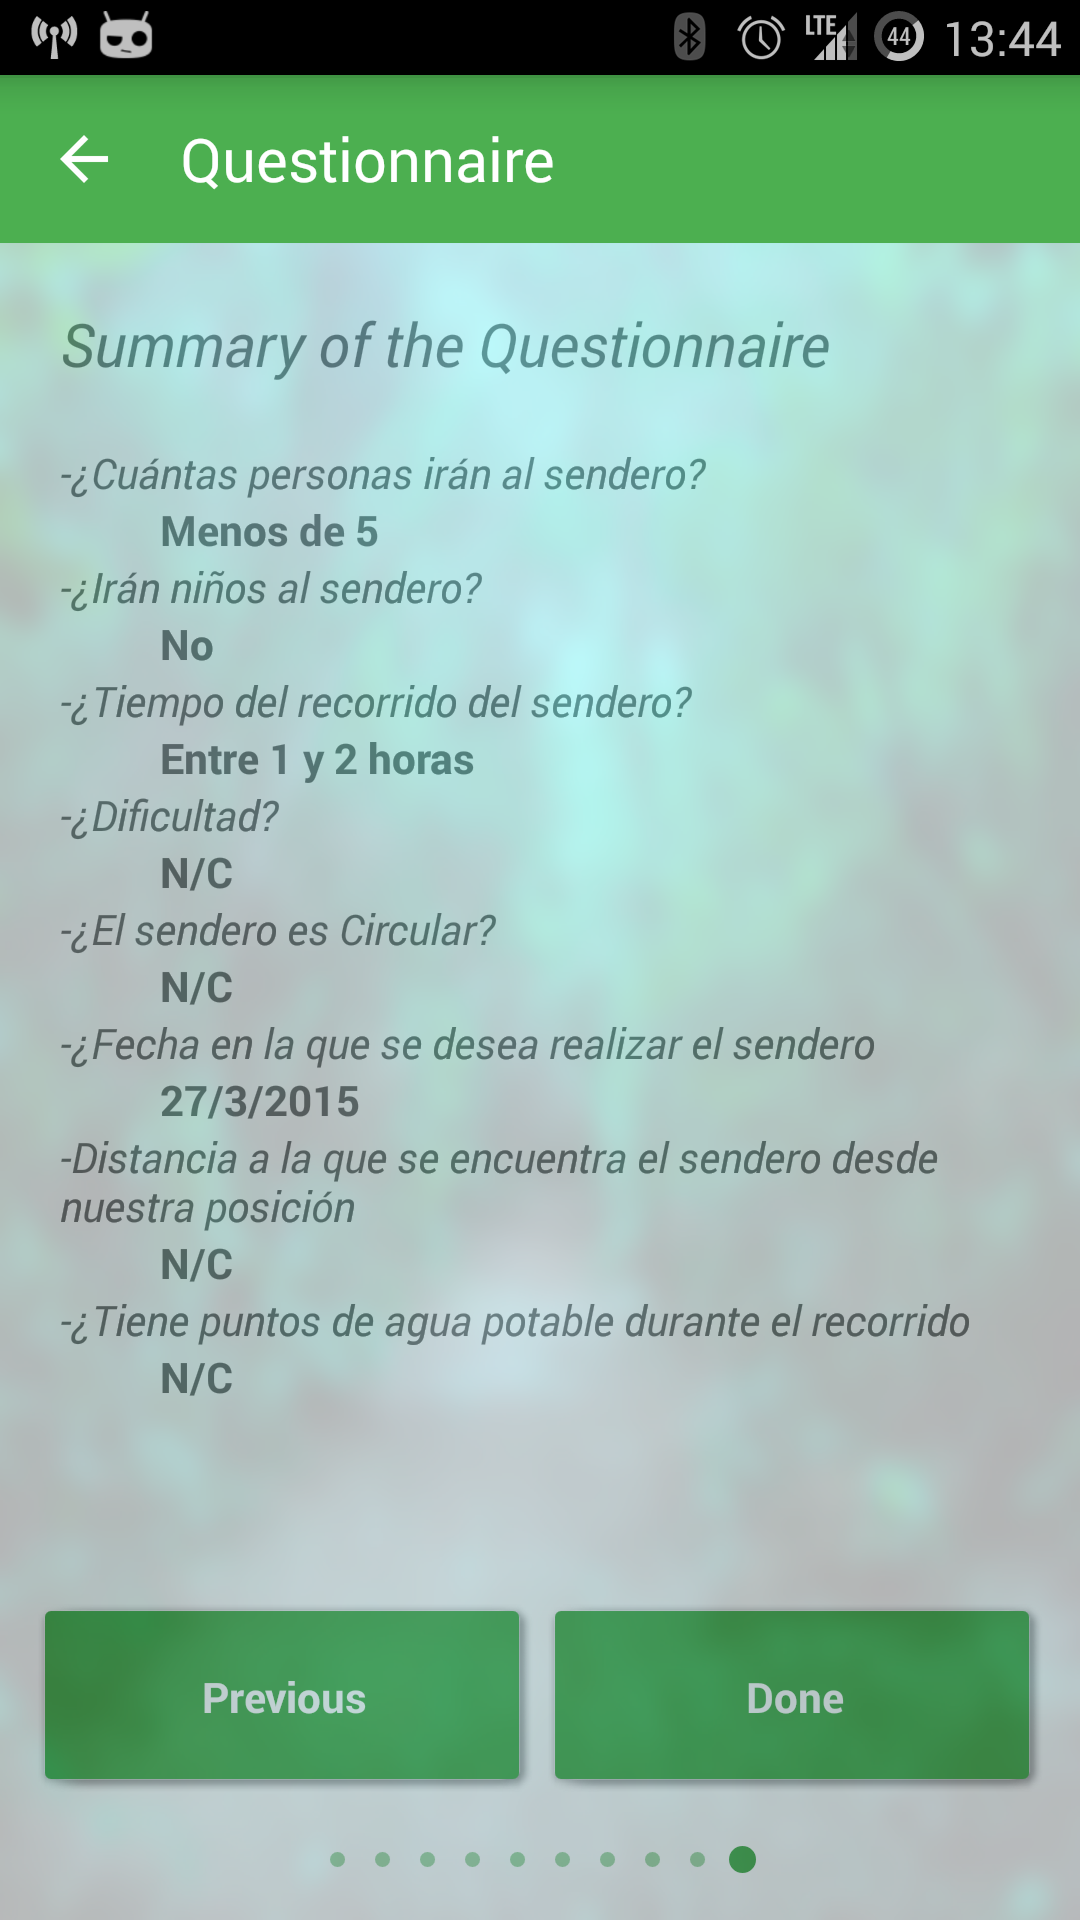 LTE 44 13:44
Questionnaire
Summary of the Questionnaire
-¿Cuántas personas irán al sendero?
Menos de 5
-¿Irán niños al sendero?
No
-¿Tiempo del recorrido del sendero?
Entre 1 y 2 horas
-¿Dificultad?
N/C
-¿El sendero es Circular?
N/C
-¿Fecha en la que se desea realizar el sendero
27/3/2015
-Distancia a la que se encuentra el sendero desde
nuestra posición
N/C
-¿Tiene puntos de agua potable durante el recorrido
N/C
Previous Done